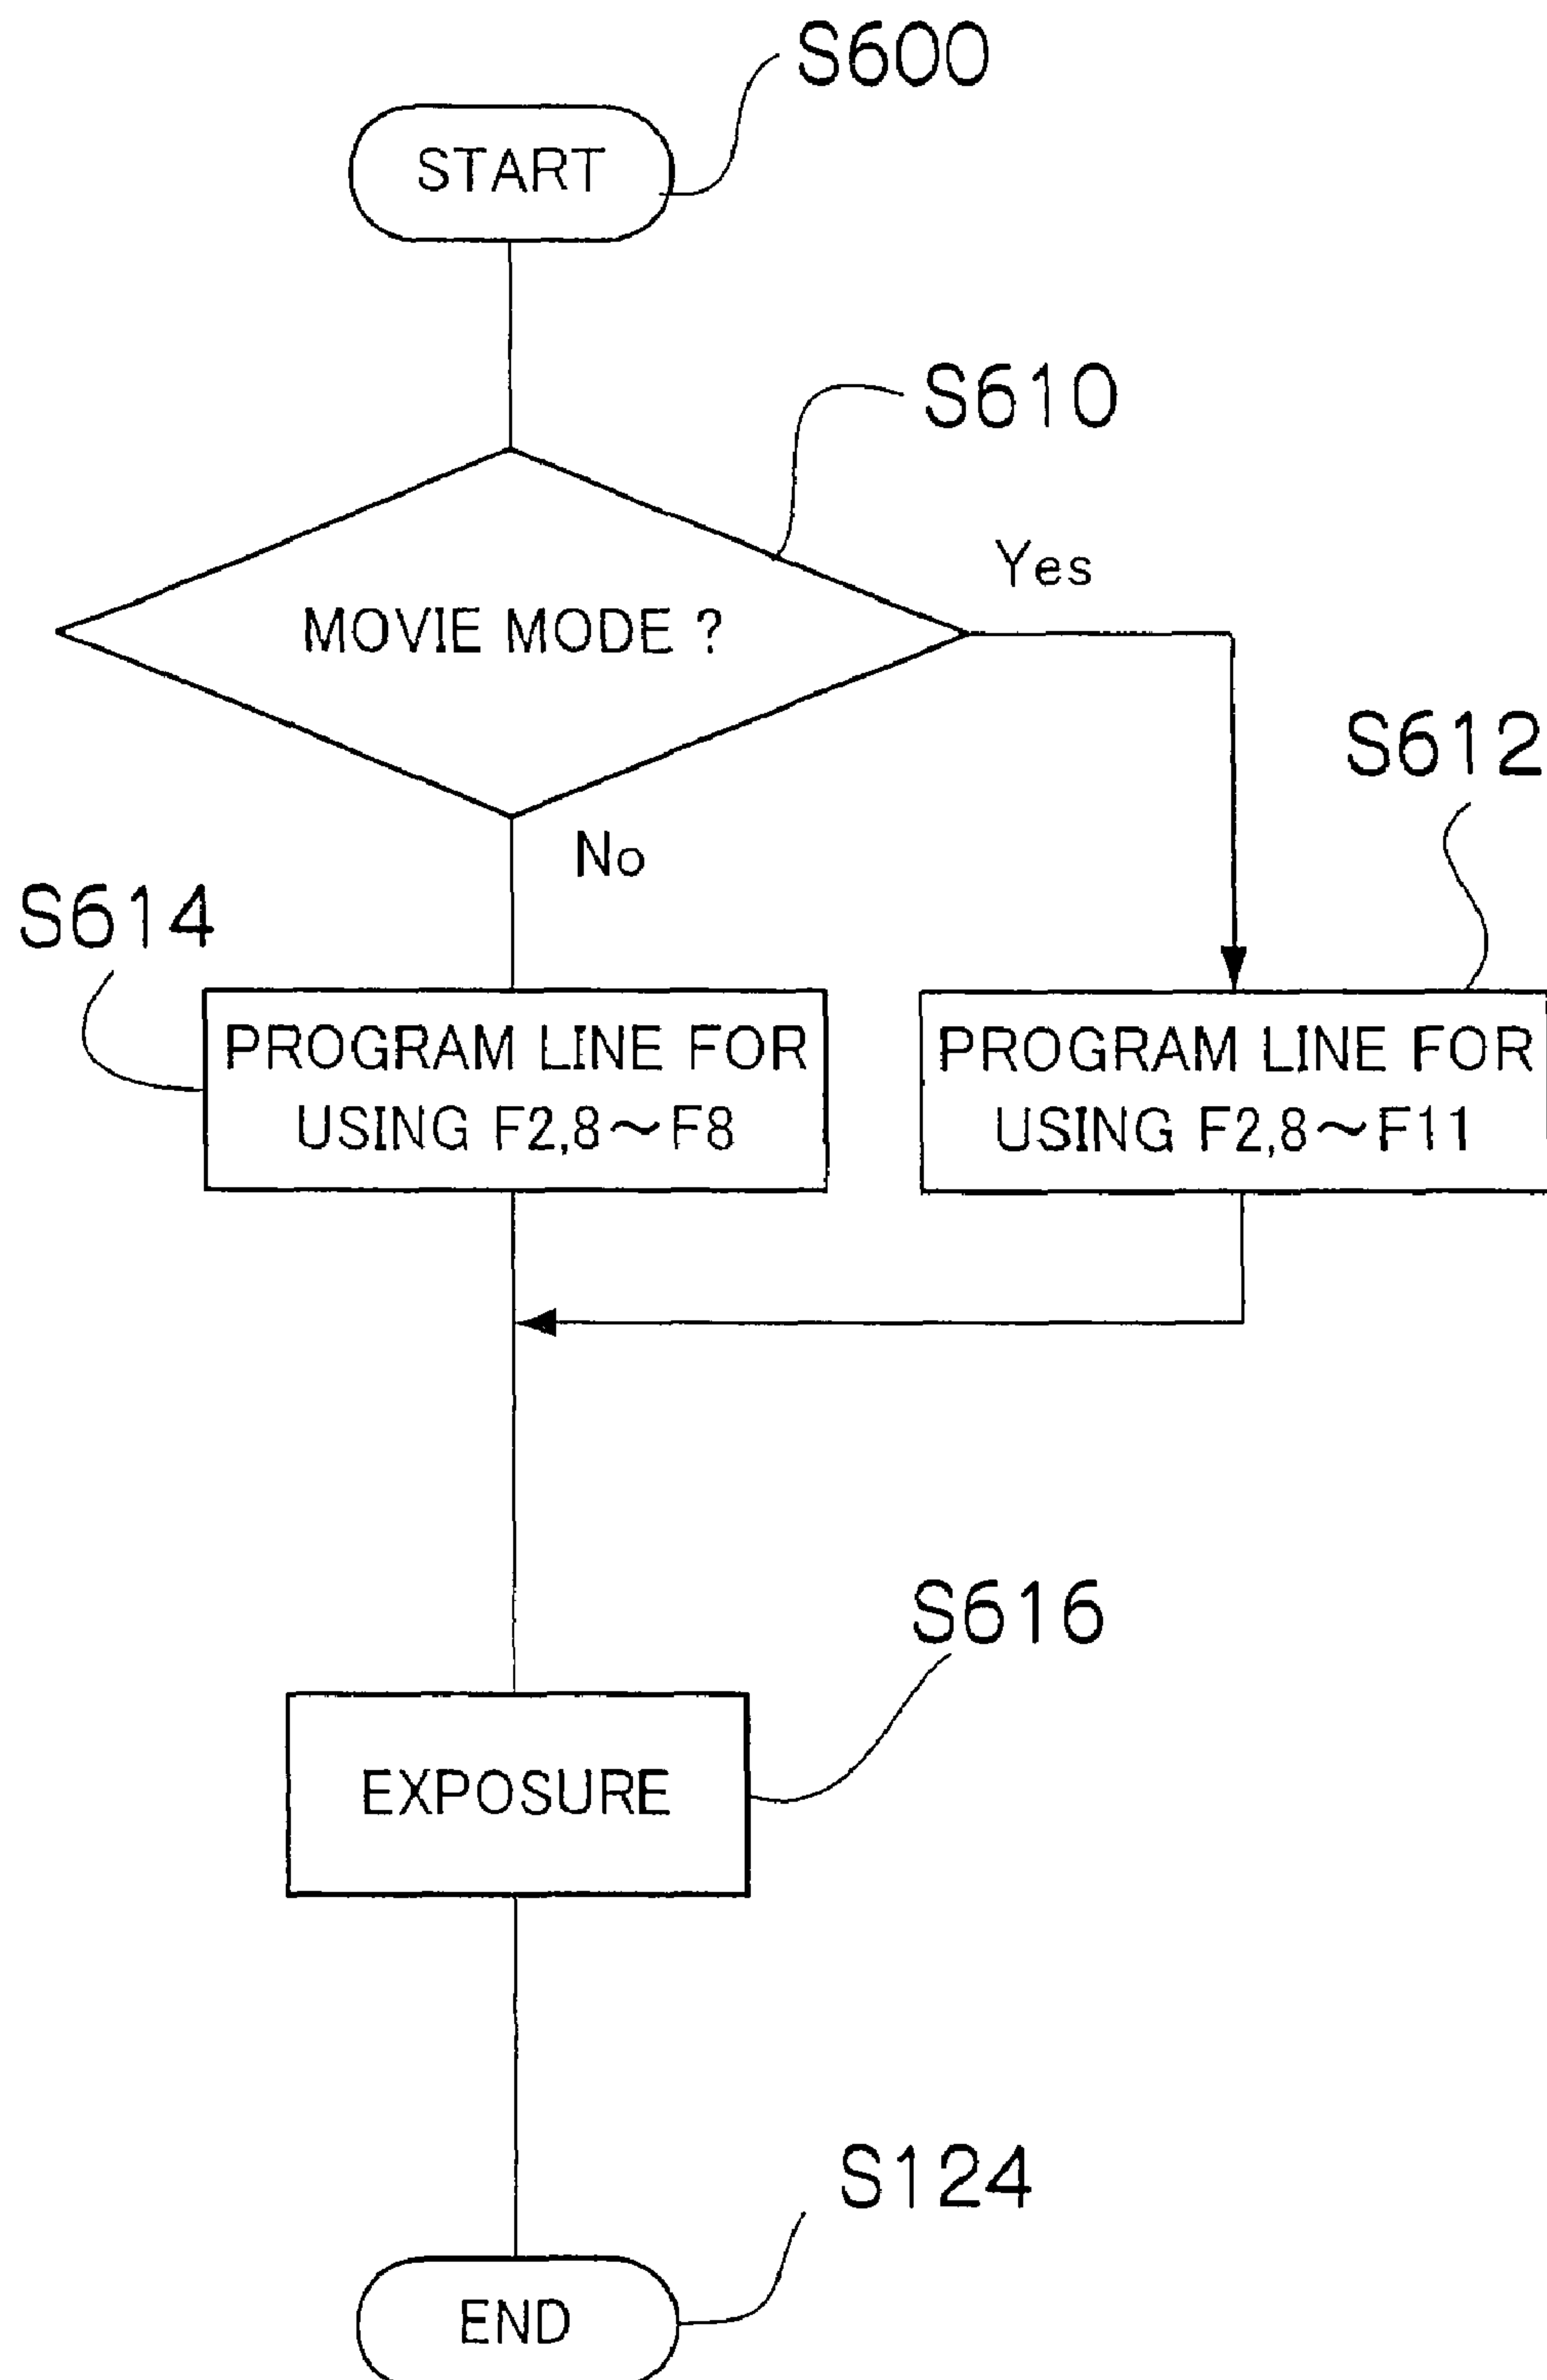 S600
START
S610
MOVIE MODE ?
Yes
S612
No
S614
PROGRAM LINE FOR
USING F2,8~F8
PROGRAM LINE FOR
USING F2,8~F11
S616
EXPOSURE
S124
END